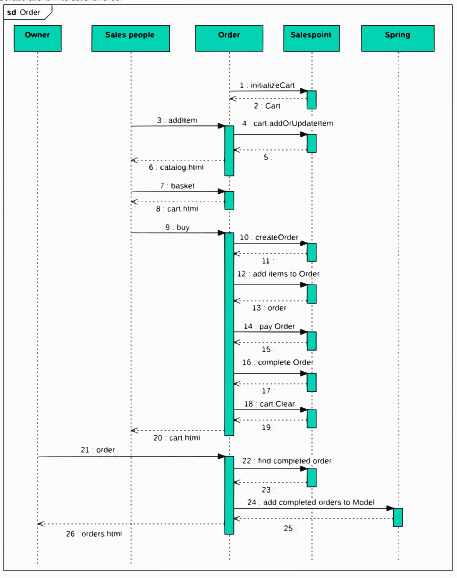 sd Order
Owner
Sales people
Order
Salespoint
Spring
1 : initializeCart
2 : Cart
3 : addItem
4 : cart.addOrUpdateItem
5 :
6 : catalog.html
7 : basket
8 : cart.html
9 : buy
10 : createOrder
11 :
12 : add items to Order
13 : order
14 : pay Order
15 :
16 : complete Order
17
18 : cart.Clear
19 :
20 : cart.html
21 : order
22 : find completed order
23 :
24 : add completed orders to Model
25 :
26 : orders.html